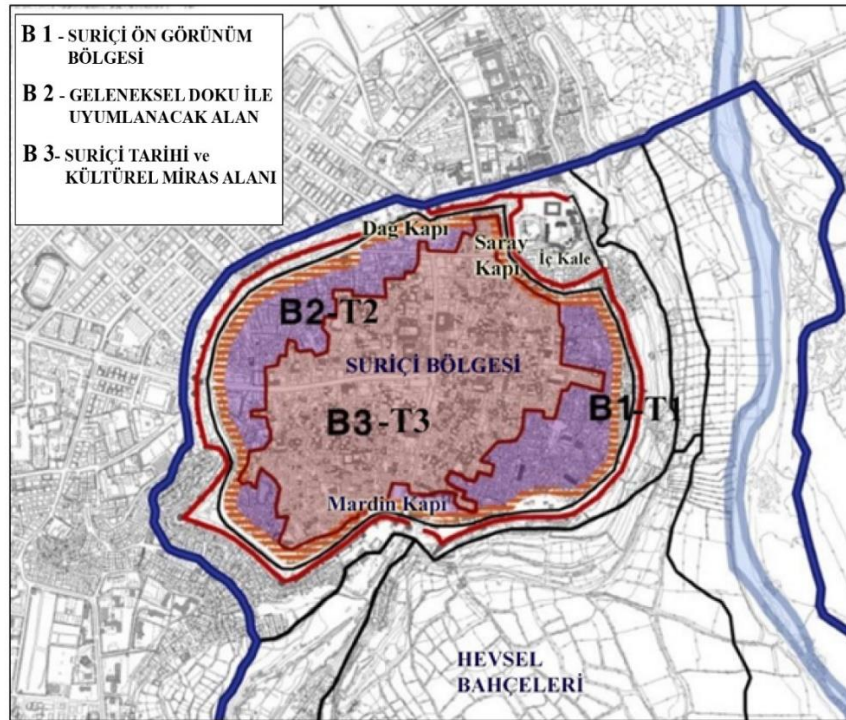 B 1 - SURİÇİ ÖN GÖRÜNÜM
BÖLGESİ
B 2 - GELENEKSEL DOKU İLE
UYUMLANACAK ALAN
B 3- SURİÇİ TARİHİ ve
KÜLTÜREL MİRAS ALANI
Dağ Kapı
Saray
Kapı
İç Kale
B2-T2
SURİÇİ BÖLGESİ
B1-T1
B3-T3
Mardin Kapı
HEVSEL
BAHÇELERİ